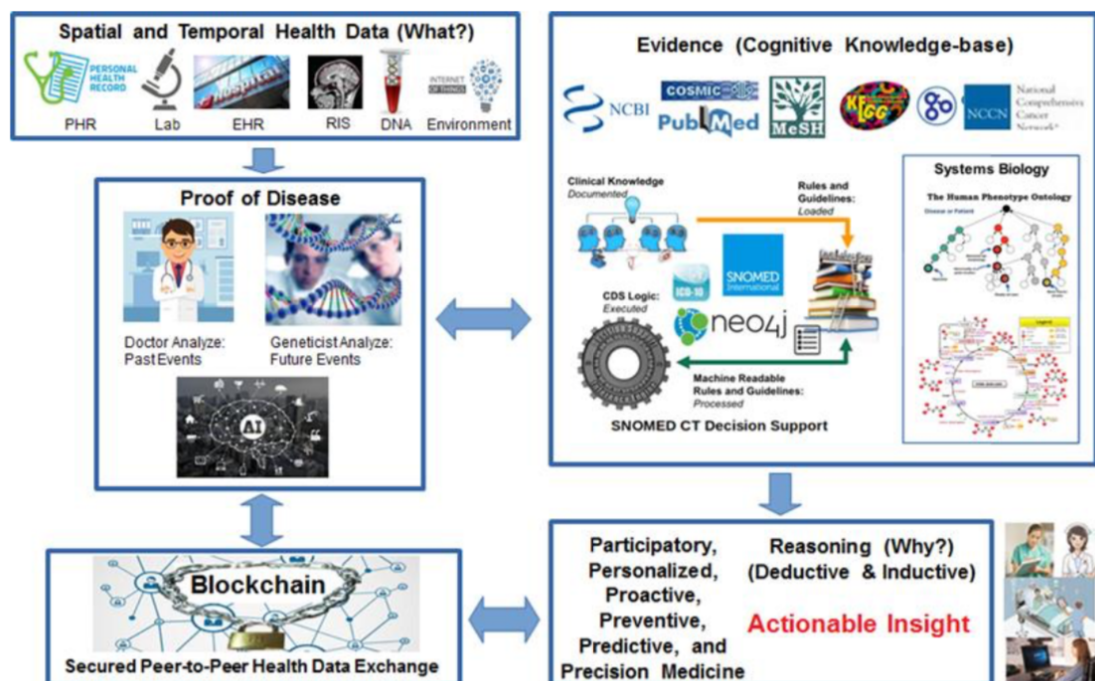 Spatial and Temporal Health Data (What?)
PERSONAL
HEALTH
RECORD
hospital
INTERNET
OF THINGS
PHR
Lab
EHR
RIS
DNA
Environment
Proof of Disease
Doctor Analyze:
Past Events
Geneticist Analyze:
Future Events
AI
Blockchain
Secured Peer-to-Peer Health Data Exchange
Evidence (Cognitive Knowledge-base)
NCBI
COSMIC
PubMed
MeSH
KEGG
NCCN
National
Comprehensive
Cancer
Network®
Clinical Knowledge
Documented
Rules and
Guidelines:
Loaded
ICD-10
SNOMED
International
CDS Logic:
Executed
neo4j
Machine Readable
Rules and Guidelines:
Processed
SNOMED CT Decision Support
Systems Biology
The Human Phenotype Ontology
Disease or Patient
Legend
Participatory,
Personalized,
Proactive,
Preventive,
Predictive, and
Precision Medicine
Reasoning (Why?)
(Deductive & Inductive)
Actionable Insight